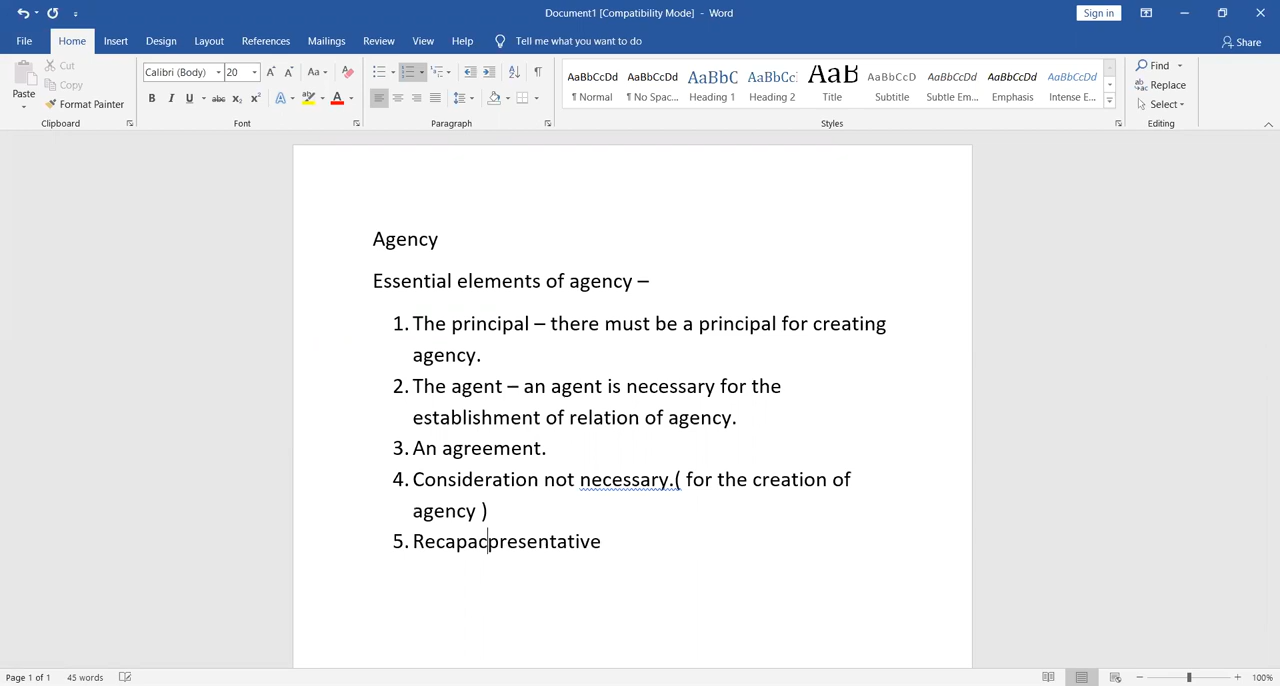 Document1 [Compatibility Mode] - Word
Sign in
File Home Insert Design Layout References Mailings Review View Help Tell me what you want to do Share
Paste
Cut
Copy
Format Painter
Clipboard
Calibri (Body) 20
Aa
B I U abc x₂ x² A A
Font
Paragraph
AaBbCcDd ¶ Normal
AaBbCcDd ¶ No Spac...
AaBbC Heading 1
AaBbCc Heading 2
AaB Title
AaBbCcD Subtitle
AaBbCcDd Subtle Em...
AaBbCcDd Emphasis
AaBbCcDd Intense E...
Styles
Find
Replace
Select
Editing
Agency
Essential elements of agency –
1. The principal – there must be a principal for creating
agency.
2. The agent – an agent is necessary for the
establishment of relation of agency.
3. An agreement.
4. Consideration not necessary.( for the creation of
agency )
5. Recapacpresentative
Page 1 of 1 45 words 100%